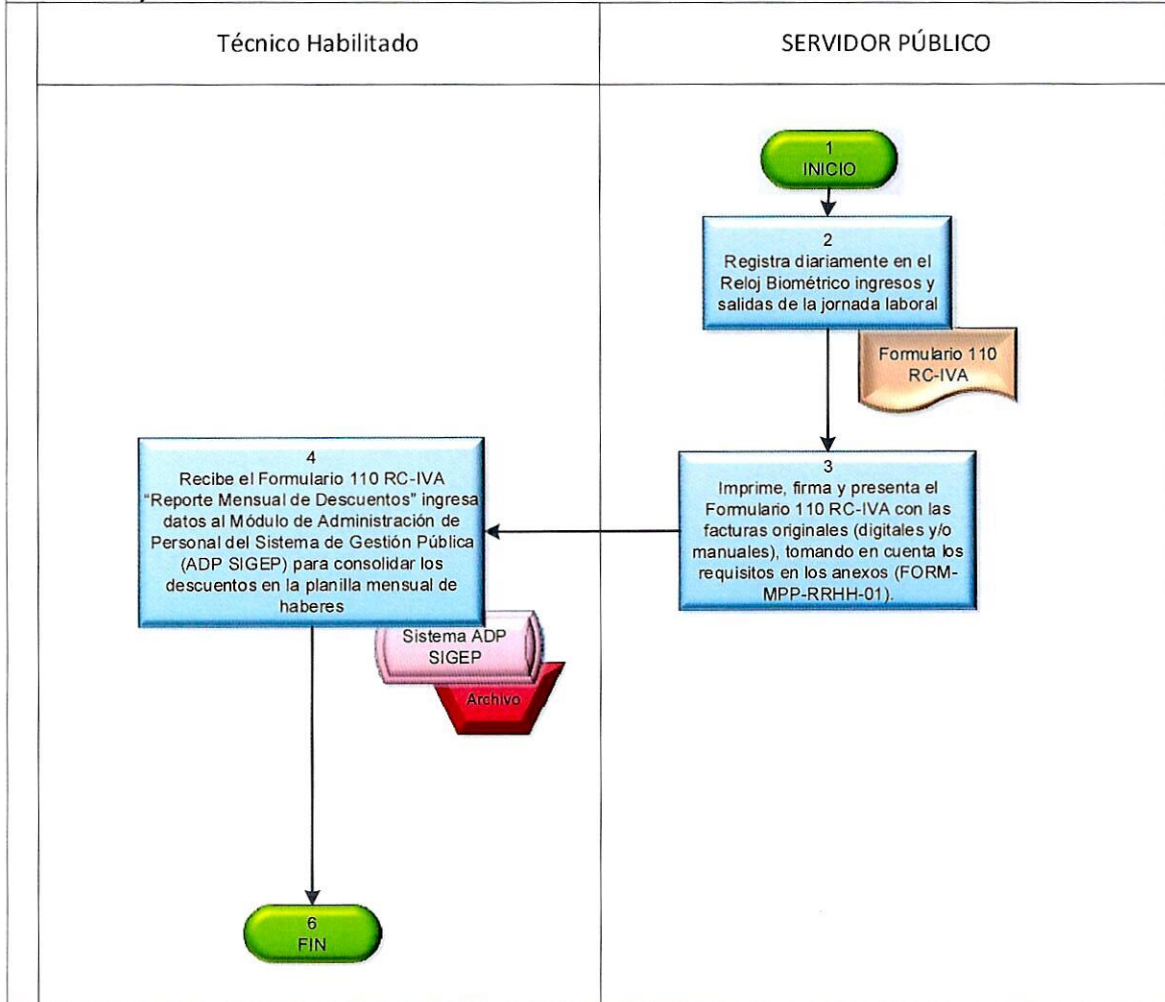 Técnico Habilitado
SERVIDOR PÚBLICO
1
INICIO
2
Registra diariamente en el
Reloj Biométrico ingresos y
salidas de la jornada laboral
Formulario 110
RC-IVA
3
Imprime, firma y presenta el
Formulario 110 RC-IVA con las
facturas originales (digitales y/o
manuales), tomando en cuenta los
requisitos en los anexos (FORM-
MPP-RRHH-01).
4
Recibe el Formulario 110 RC-IVA
"Reporte Mensual de Descuentos" ingresa
datos al Módulo de Administración de
Personal del Sistema de Gestión Pública
(ADP SIGEP) para consolidar los
descuentos en la planilla mensual de
haberes
Sistema ADP
SIGEP
Archivo
6
FIN